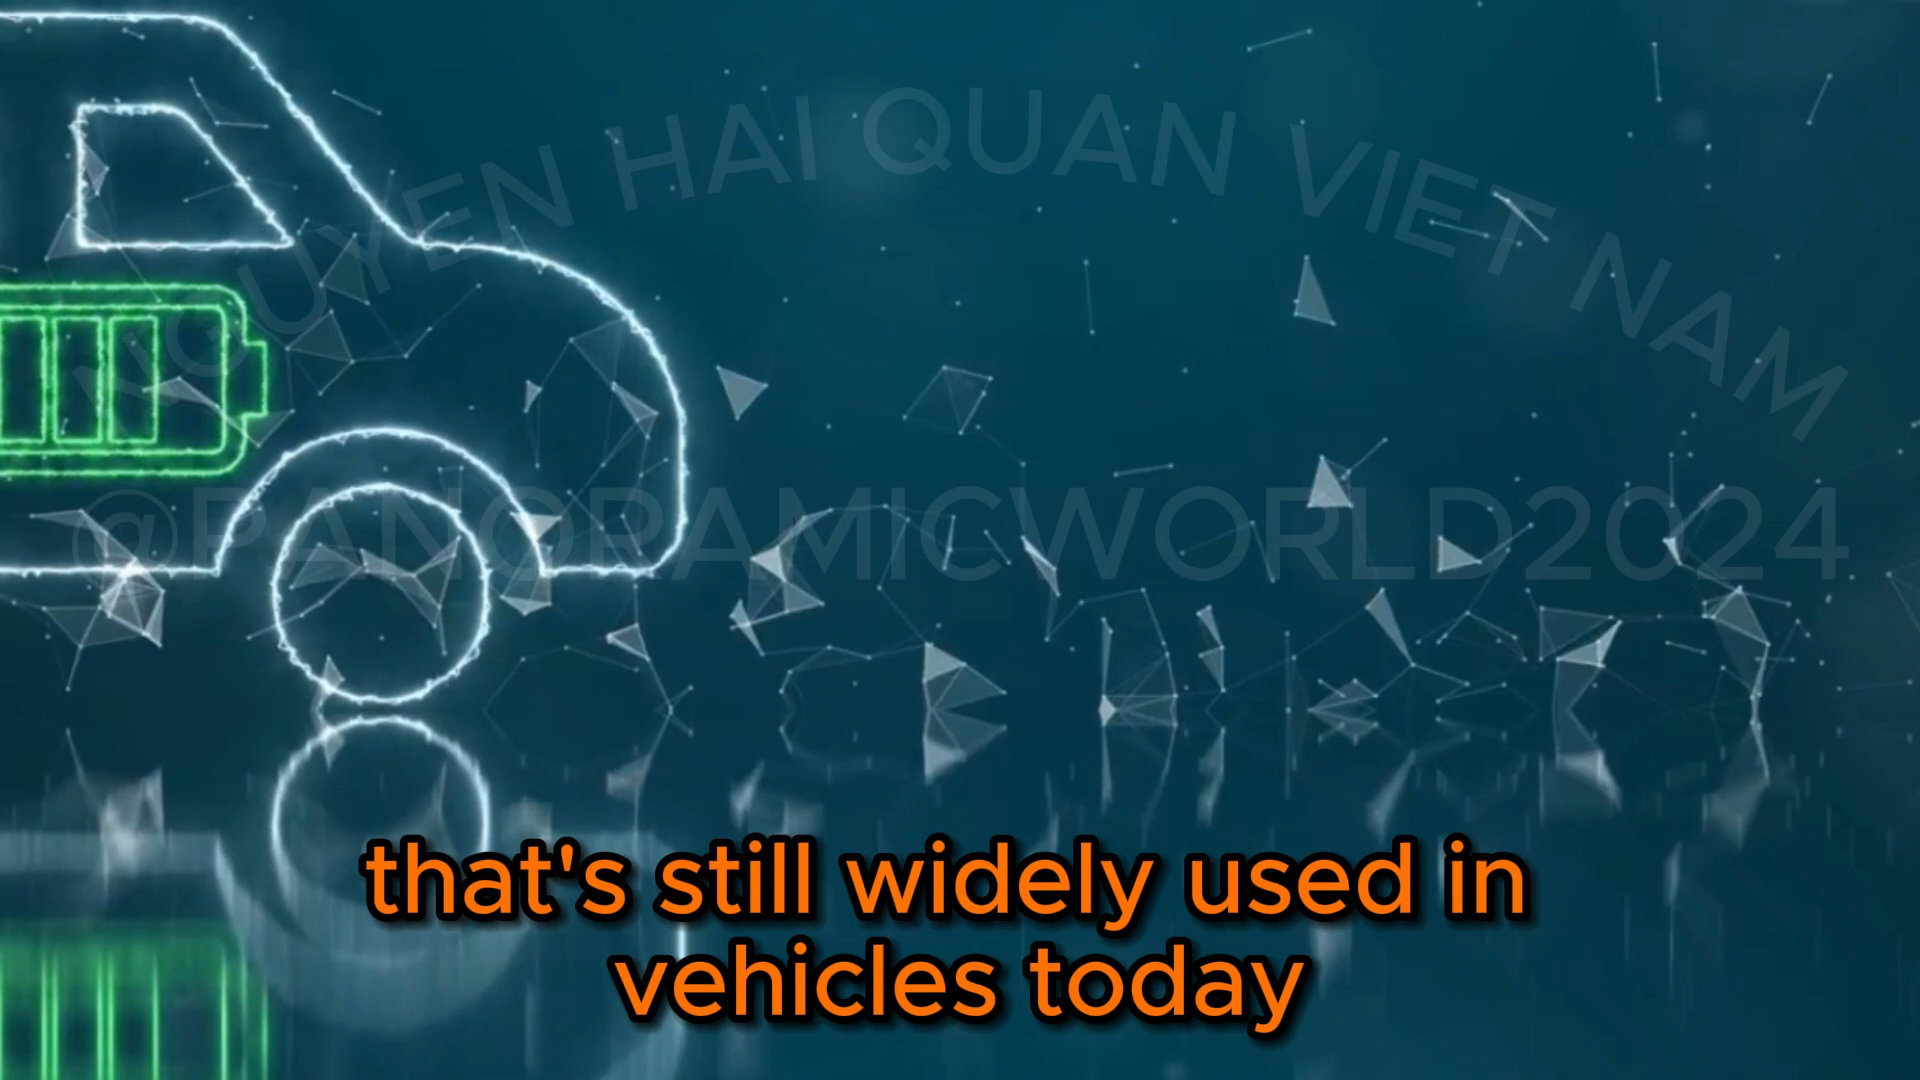 NGUYEN HAI QUAN VIET NAM
@PANORAMICWORLD2024
that's still widely used in
vehicles today